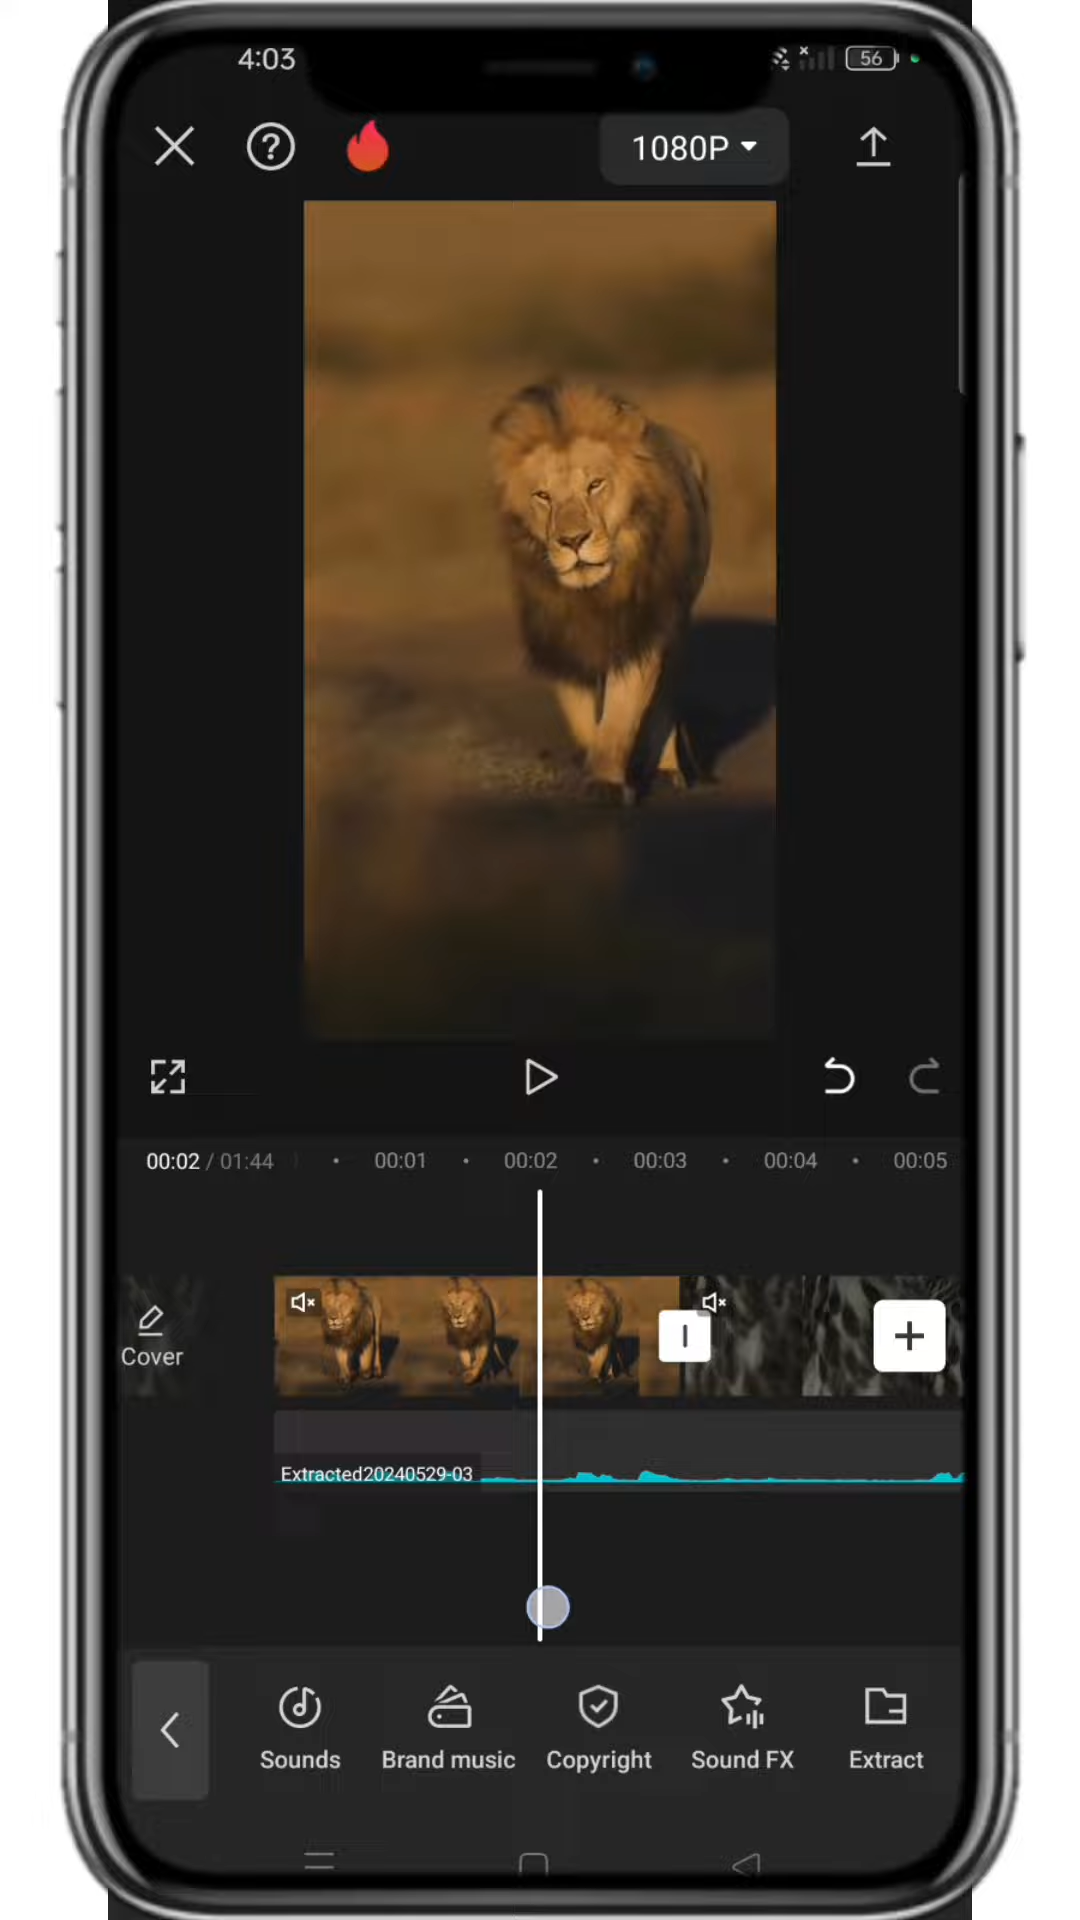 4:03
56
1080P
00:02 / 01:44
00:01
00:02
00:03
00:04
00:05
Cover
Extracted20240529-03
Sounds
Brand music
Copyright
Sound FX
Extract